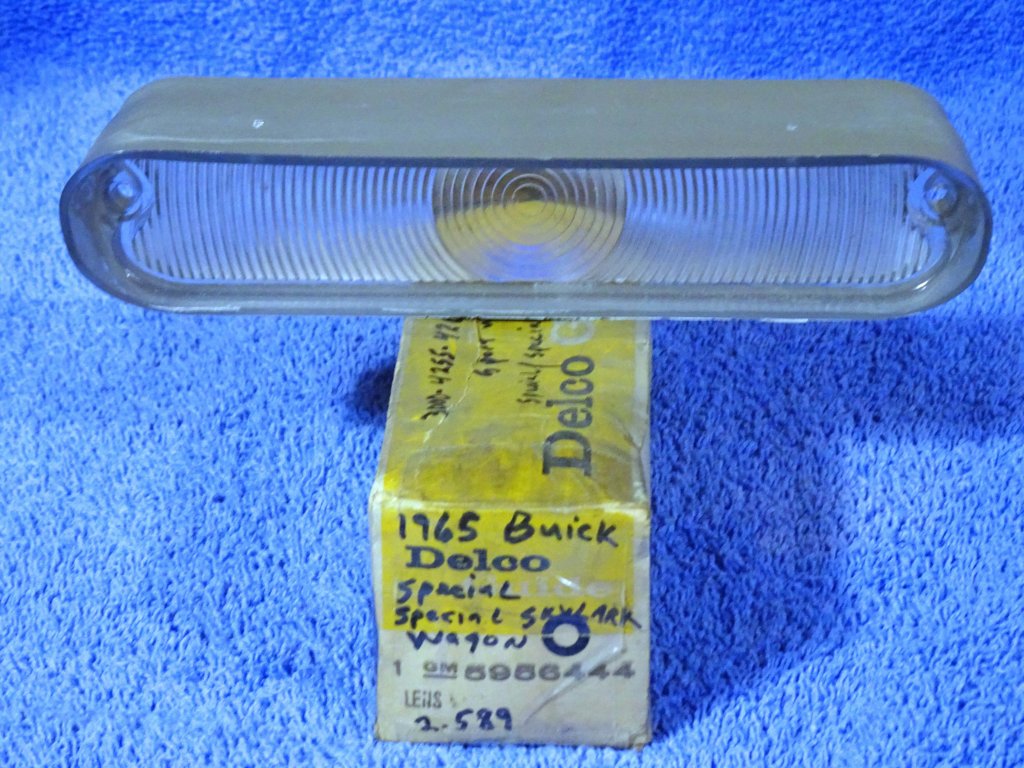 Delco
1965 Buick
Delco
Special
Special SKYLARK
Wagon
1 GM 5956444
LENS
2.589